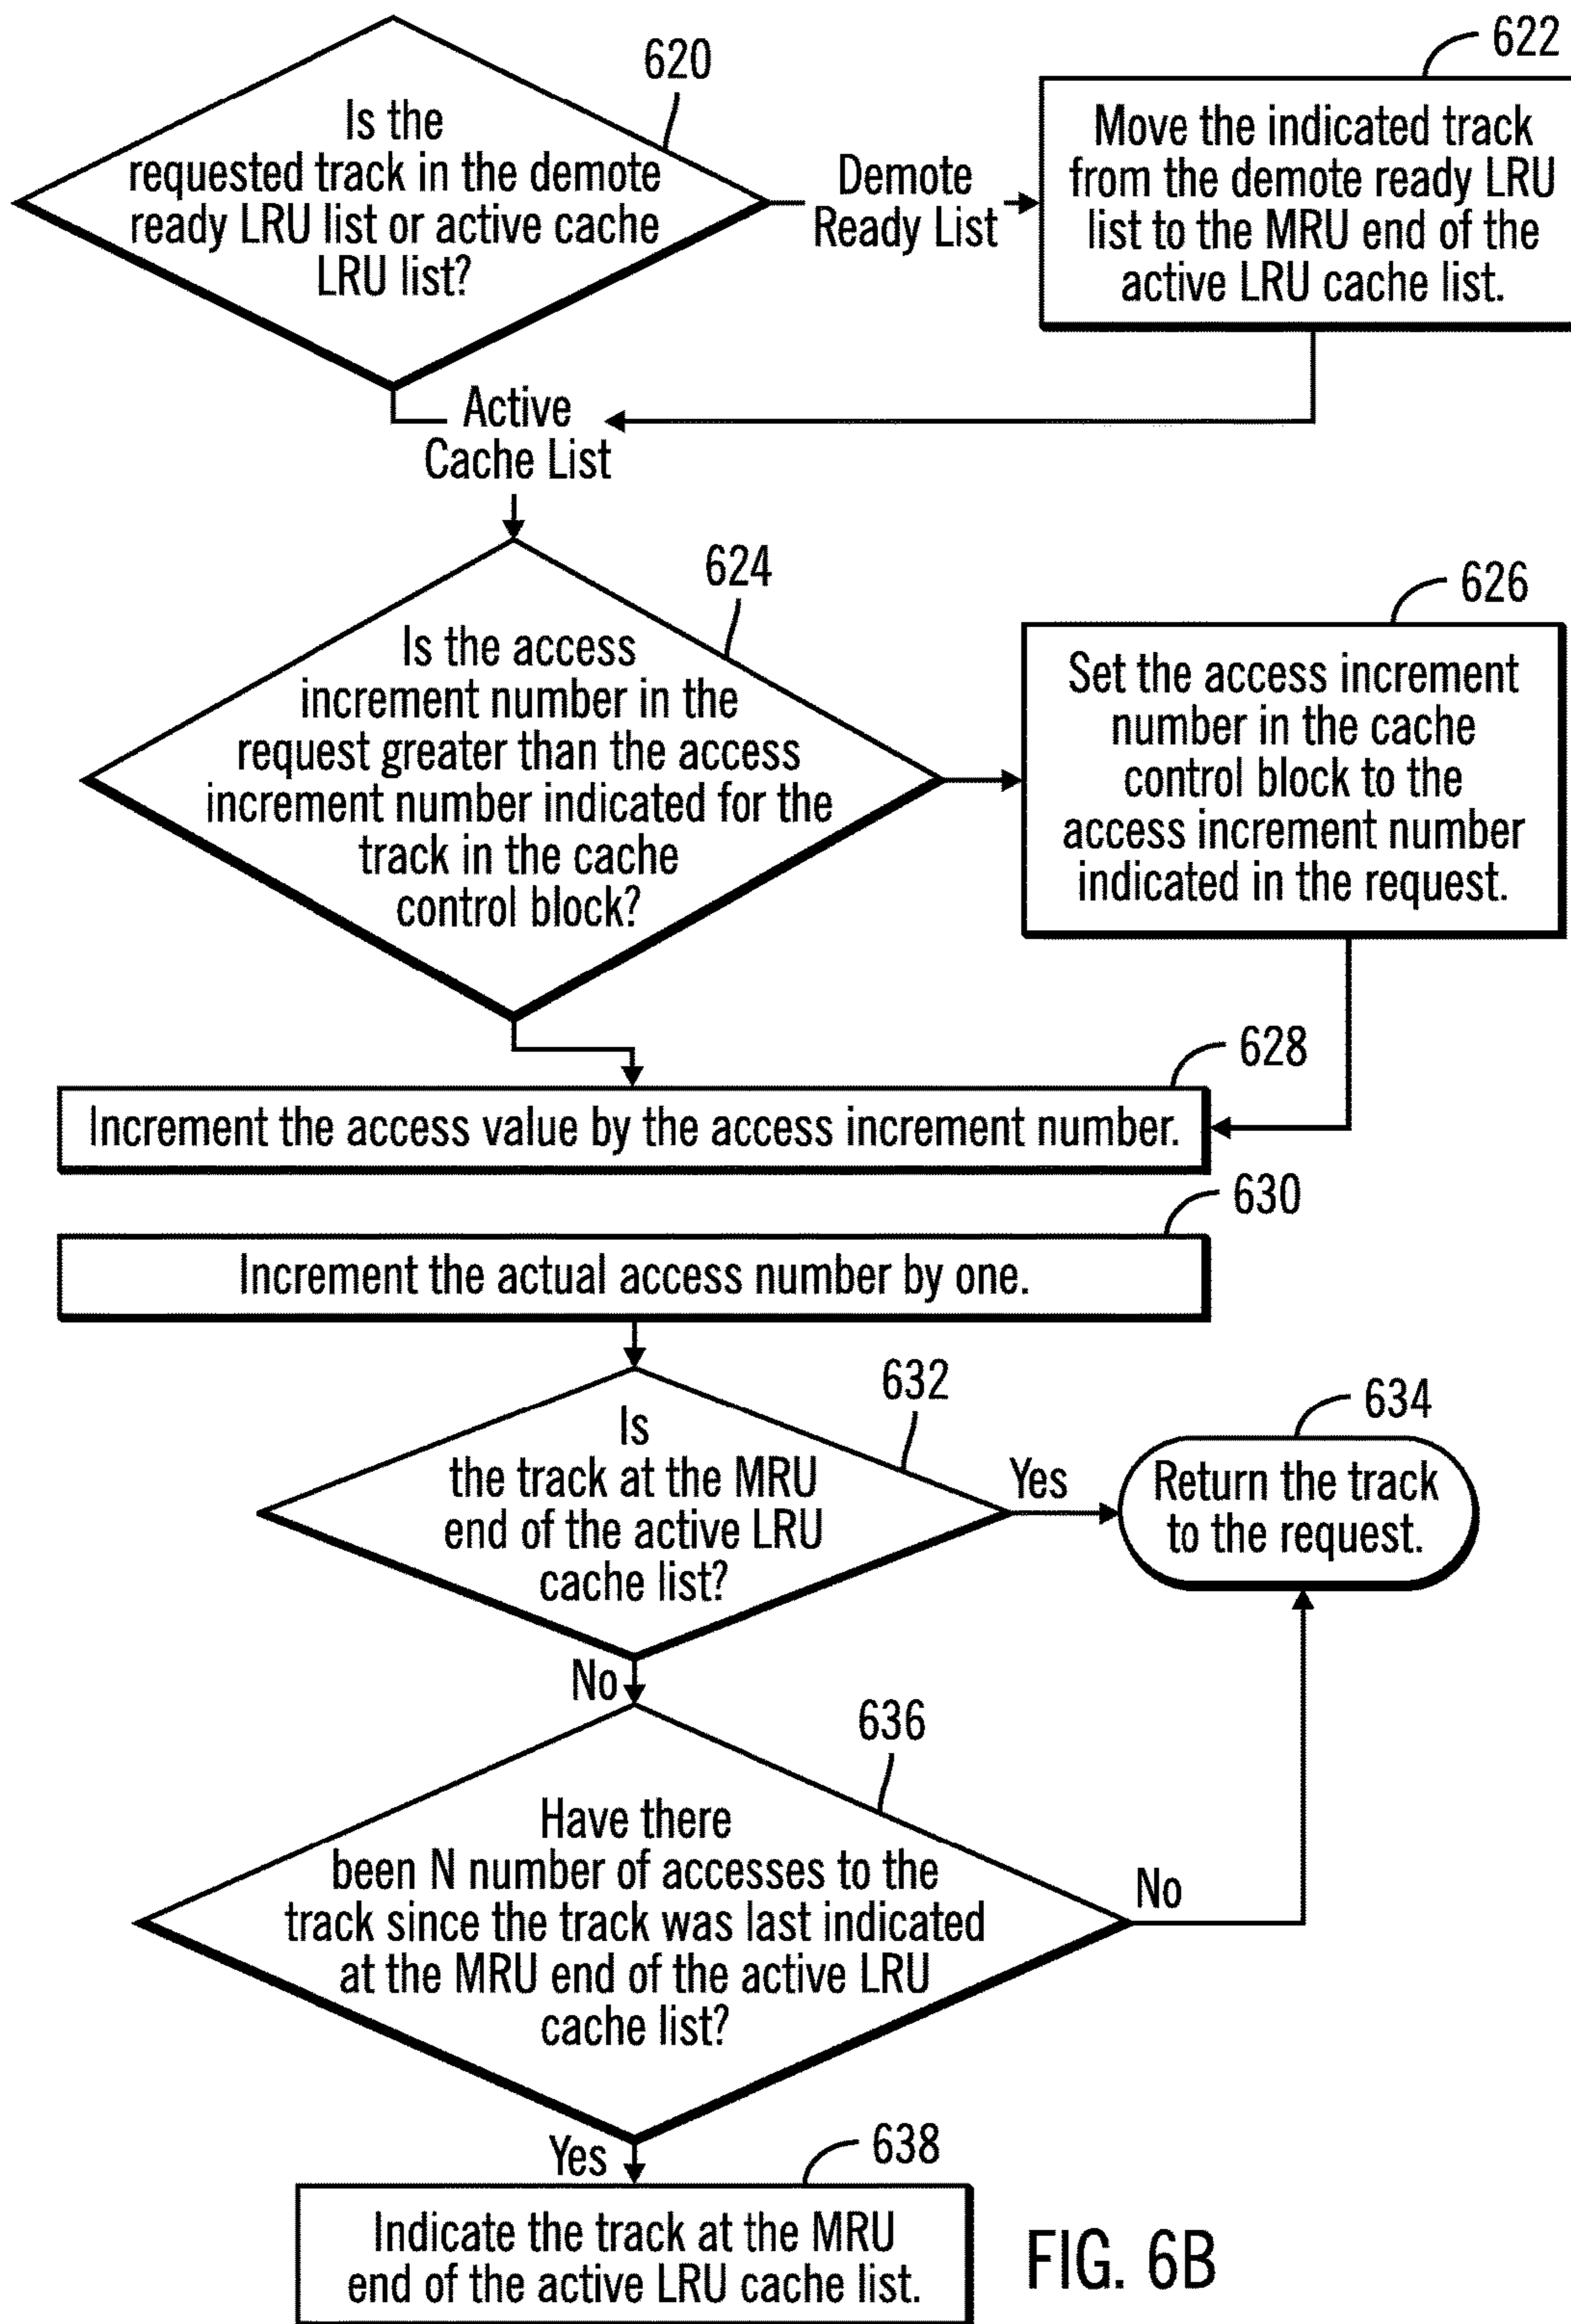 620
Is the
requested track in the demote
ready LRU list or active cache
LRU list?
Demote
Ready List
622
Move the indicated track
from the demote ready LRU
list to the MRU end of the
active LRU cache list.
Active
Cache List
624
Is the access
increment number in the
request greater than the access
increment number indicated for the
track in the cache
control block?
626
Set the access increment
number in the cache
control block to the
access increment number
indicated in the request.
628
Increment the access value by the access increment number.
630
Increment the actual access number by one.
632
Is
the track at the MRU
end of the active LRU
cache list?
Yes
634
Return the track
to the request.
No
636
Have there
been N number of accesses to the
track since the track was last indicated
at the MRU end of the active LRU
cache list?
No
Yes
638
Indicate the track at the MRU
end of the active LRU cache list.
FIG. 6B